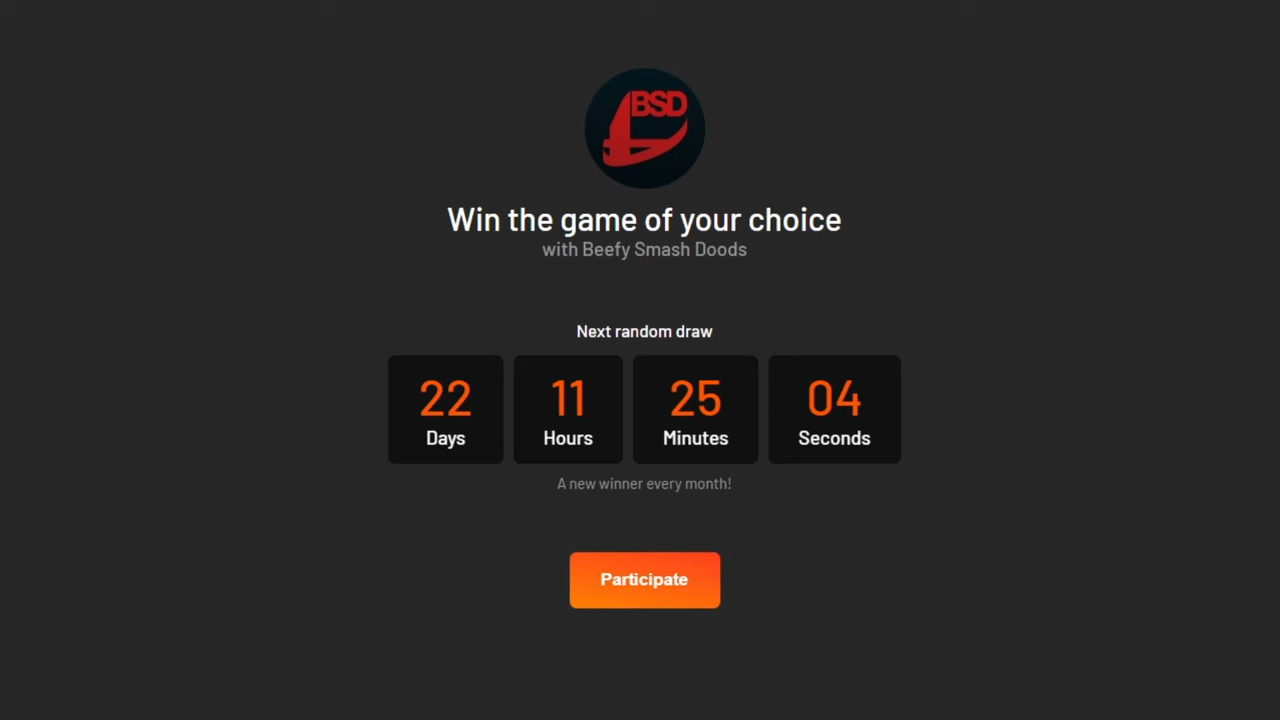 BSD
Win the game of your choice
with Beefy Smash Doods
Next random draw
22 11 25 04
Days Hours Minutes Seconds
A new winner every month!
Participate